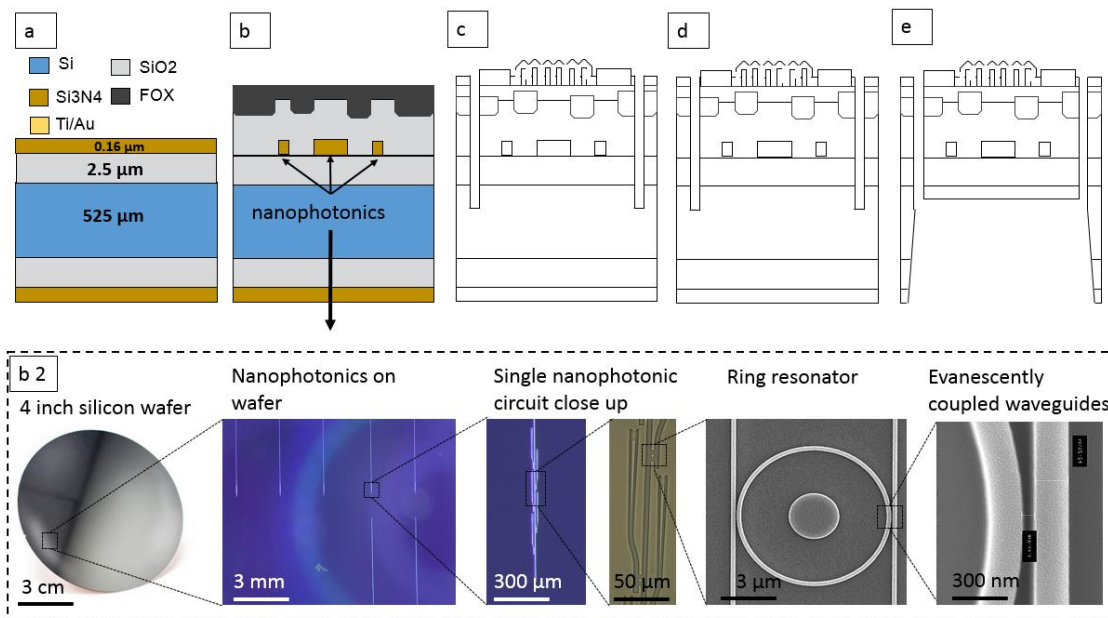 a
b
c
d
e
Si
SiO2
Si3N4
FOX
Ti/Au
0.16 μm
2.5 μm
525 μm
nanophotonics
b 2
4 inch silicon wafer
Nanophotonics on
wafer
Single nanophotonic
circuit close up
Ring resonator
Evanescently
coupled waveguides
3 cm
3 mm
300 μm
50 μm
3 μm
300 nm